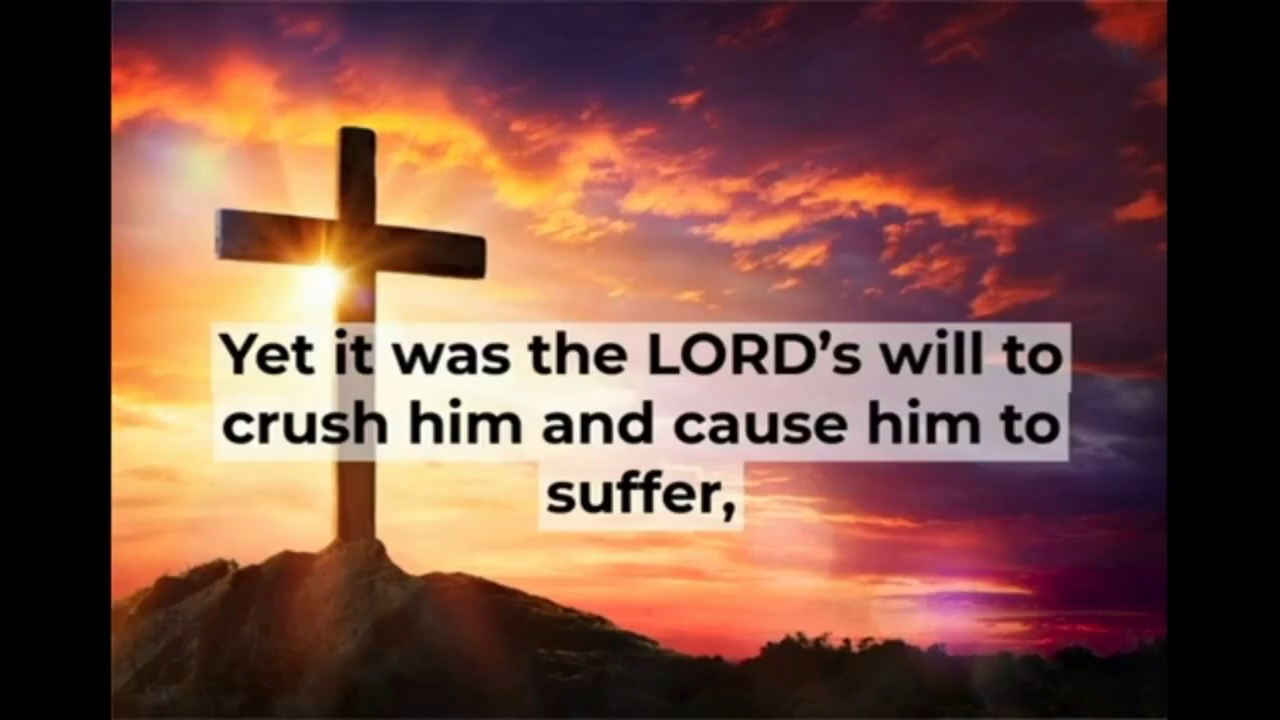 Yet it was the LORD’s will to
crush him and cause him to
suffer,